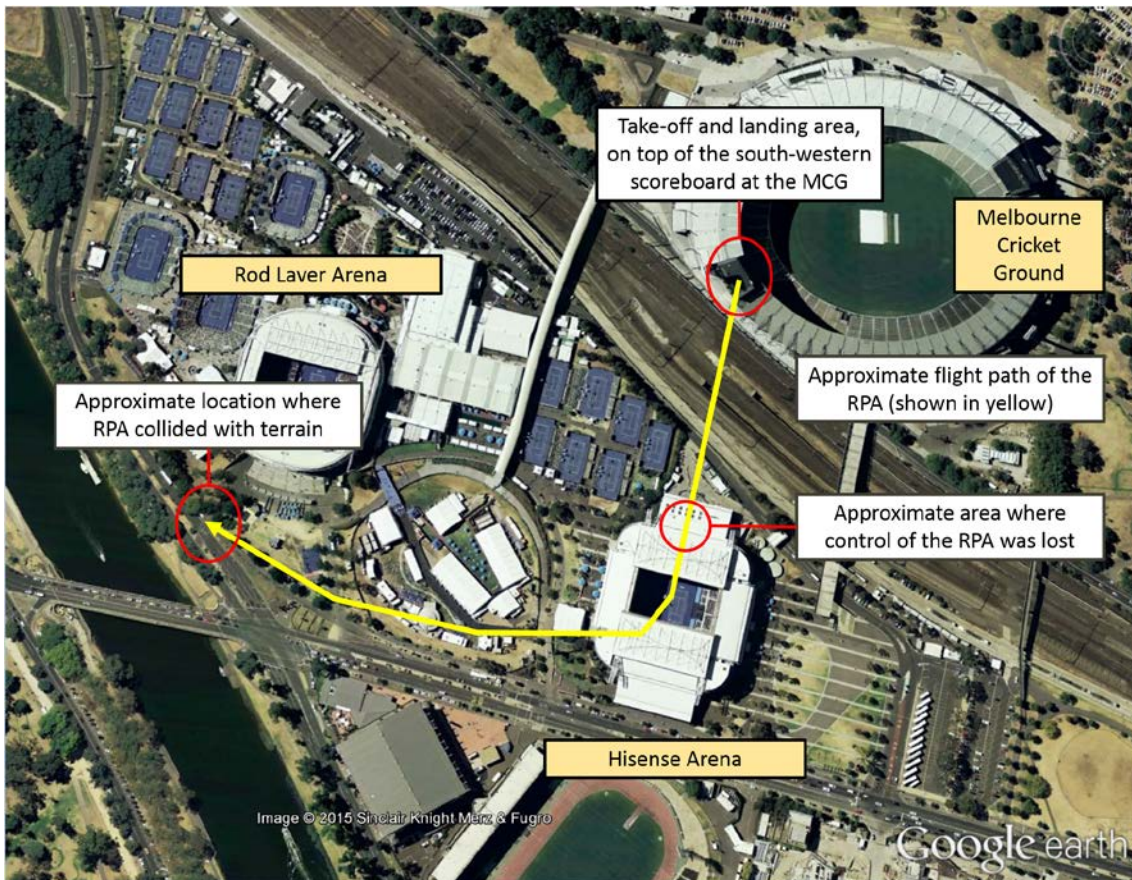 Take-off and landing area,
on top of the south-western
scoreboard at the MCG
Melbourne
Cricket
Ground
Rod Laver Arena
Approximate flight path of the
RPA (shown in yellow)
Approximate location where
RPA collided with terrain
Approximate area where
control of the RPA was lost
Hisense Arena
Image © 2015 Sinclair Knight Merz & Fugro
Google earth